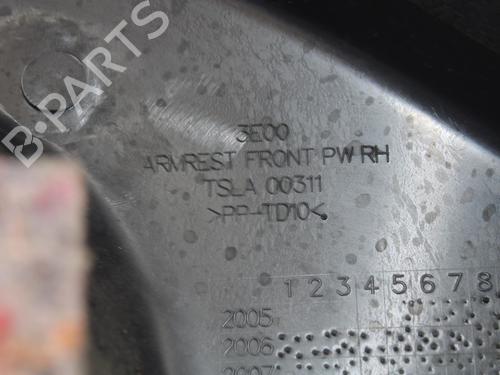 B-PARTS
3E00
ARMREST FRONT PW RH
TSLA 00311
>PP-TD10<
1 2 3 4 5 6 7 8
2005
2006
2007